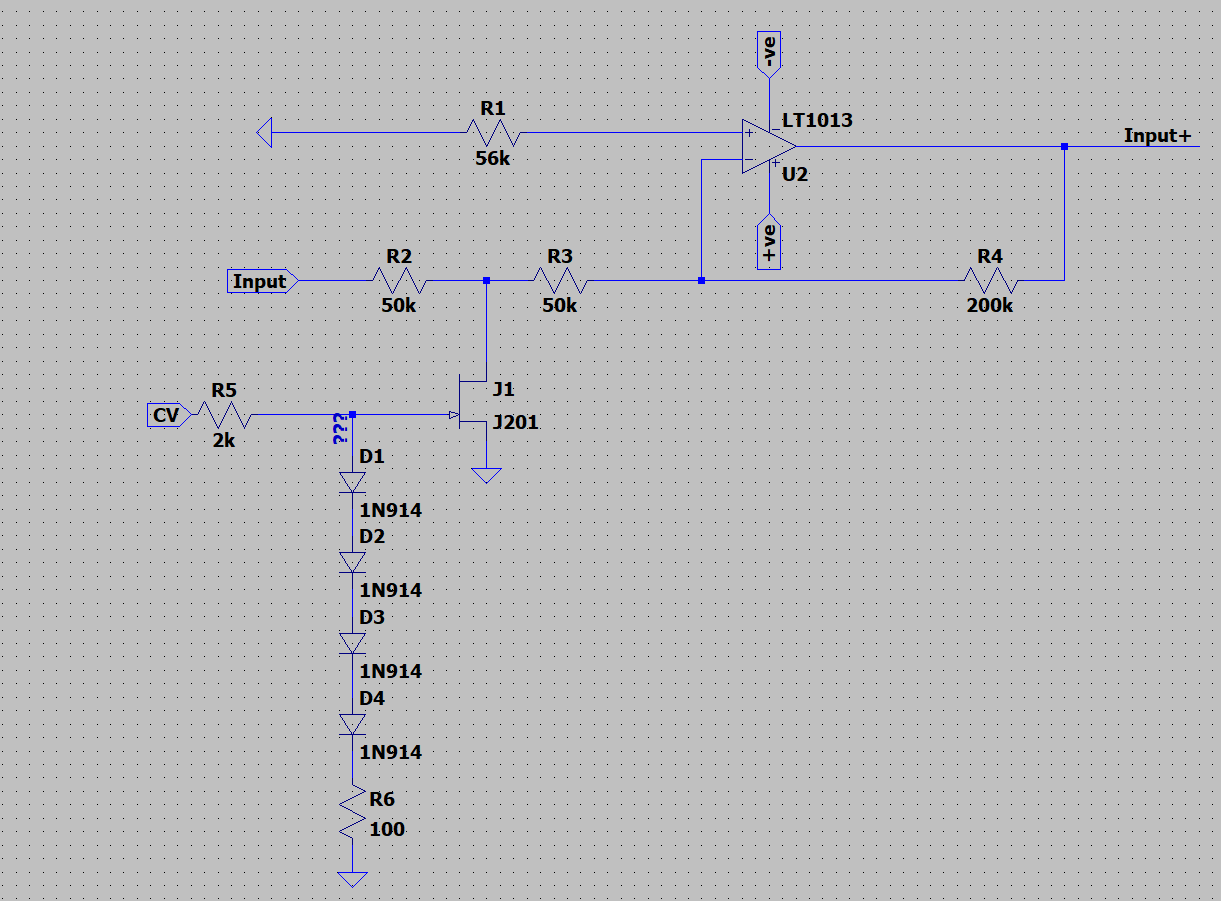 -ve
R1
56k
LT1013
U2
+ve
Input+
R2
50k
R3
50k
R4
200k
Input
R5
2k
CV
???
J1
J201
D1
1N914
D2
1N914
D3
1N914
D4
1N914
R6
100